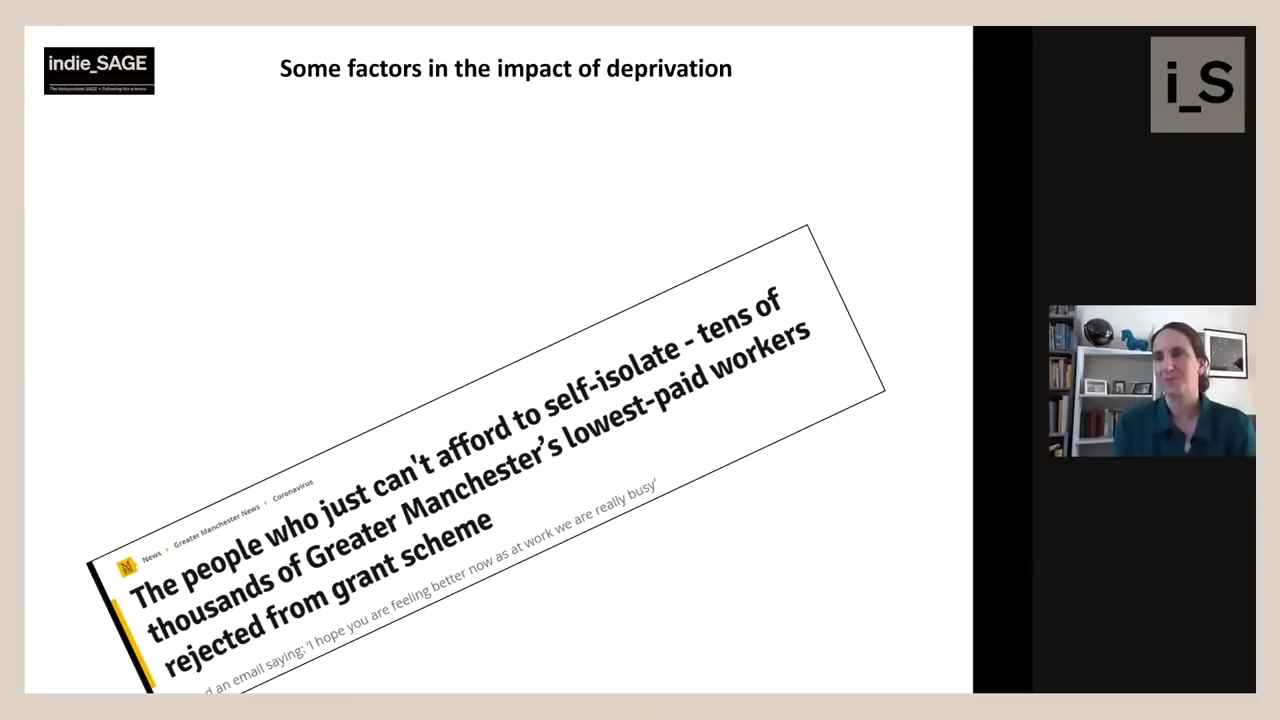 indie_SAGE
The Independent SAGE • Following the science
Some factors in the impact of deprivation
i_S
News › Greater Manchester News › Coronavirus
The people who just can't afford to self-isolate - tens of
thousands of Greater Manchester’s lowest-paid workers
rejected from grant scheme
an email saying: 'I hope you are feeling better now as at work we are really busy'